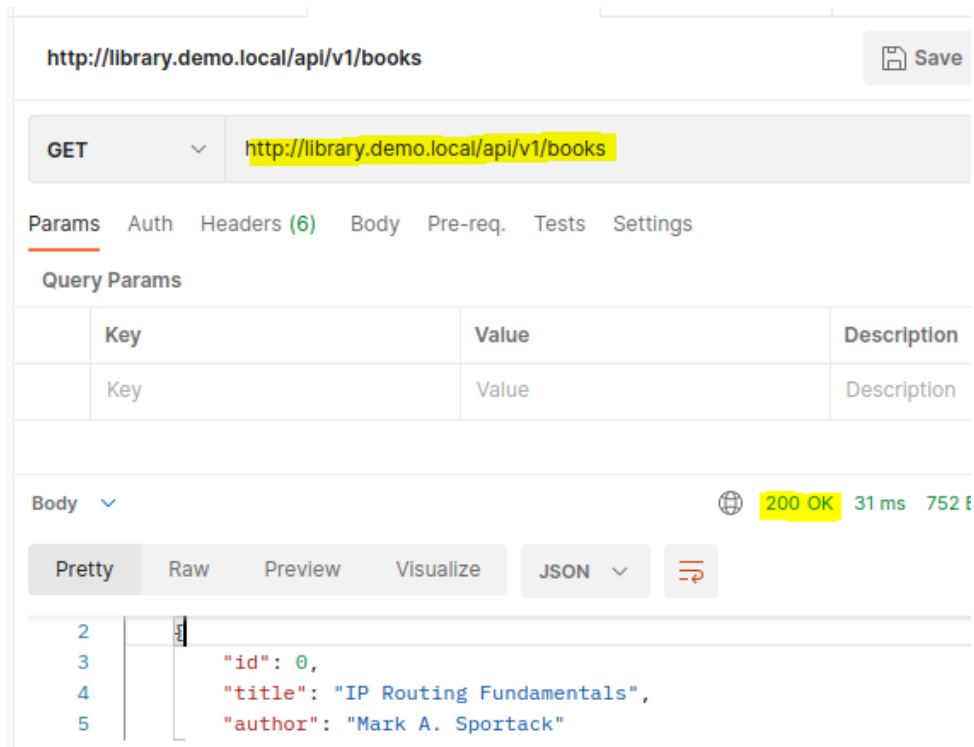 http://library.demo.local/api/v1/books Save
GET http://library.demo.local/api/v1/books
Params Auth Headers (6) Body Pre-req. Tests Settings
Query Params
Key Value Description
Key Value Description
Body 200 OK 31 ms 752
Pretty Raw Preview Visualize JSON
2 {
3 "id": 0,
4 "title": "IP Routing Fundamentals",
5 "author": "Mark A. Sportack"